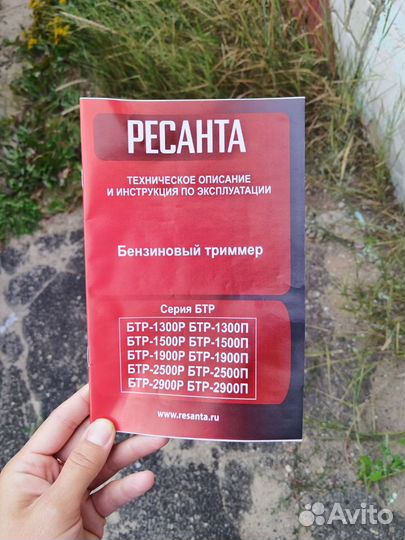 РЕСАНТА
ТЕХНИЧЕСКОЕ ОПИСАНИЕ
И ИНСТРУКЦИЯ ПО ЭКСПЛУАТАЦИИ
Бензиновый триммер
Серия БТР
БТР-1300Р БТР-1300П
БТР-1500Р БТР-1500П
БТР-1900Р БТР-1900П
БТР-2500Р БТР-2500П
БТР-2900Р БТР-2900П
www.resanta.ru
Avito